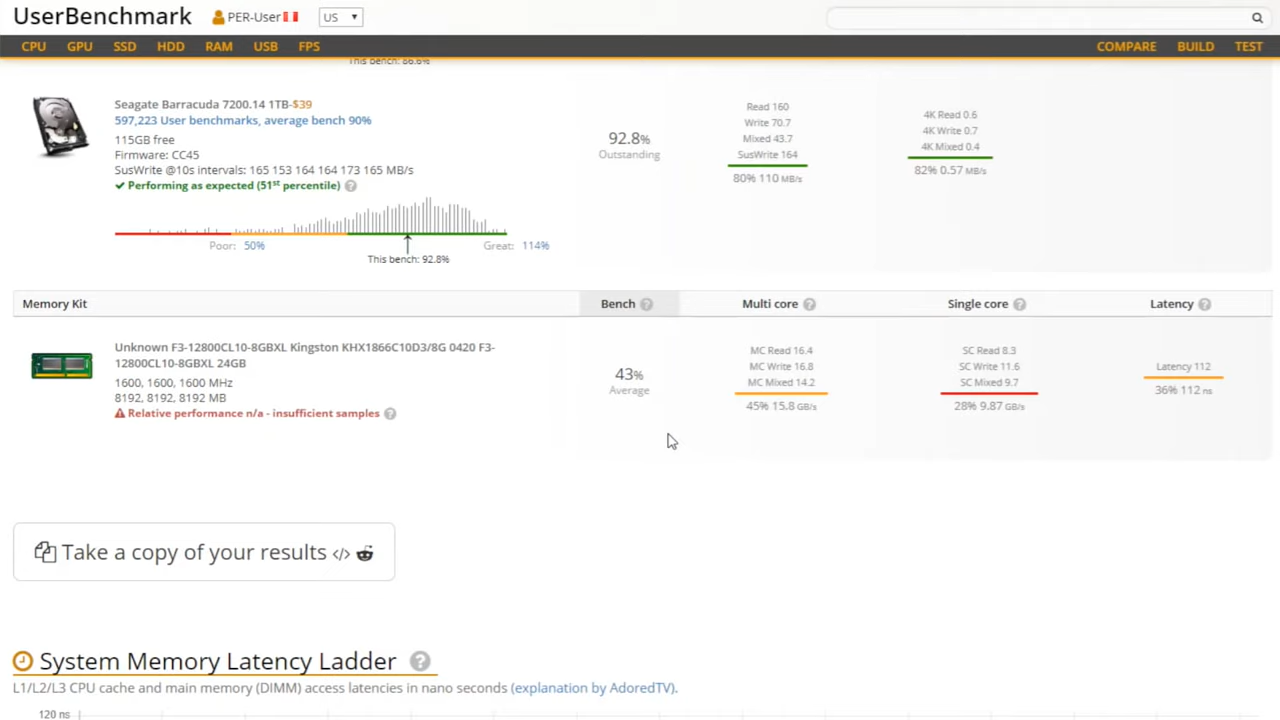 UserBenchmark PER-User US
CPU GPU SSD HDD RAM USB FPS COMPARE BUILD TEST
This bench: 86.6%
Seagate Barracuda 7200.14 1TB-$39
597,223 User benchmarks, average bench 90%
115GB free
Firmware: CC45
SusWrite @10s intervals: 165 153 164 164 173 165 MB/s
Performing as expected (51st percentile) ?
Poor: 50% Great: 114%
This bench: 92.8%
92.8%
Outstanding
Read 160
Write 70.7
Mixed 43.7
SusWrite 164
80% 110 MB/s
4K Read 0.6
4K Write 0.7
4K Mixed 0.4
82% 0.57 MB/s
Memory Kit Bench ? Multi core ? Single core ? Latency ?
Unknown F3-12800CL10-8GBXL Kingston KHX1866C10D3/8G 0420 F3-
12800CL10-8GBXL 24GB
1600, 1600, 1600 MHz
8192, 8192, 8192 MB
Relative performance n/a - insufficient samples ?
43%
Average
MC Read 16.4
MC Write 16.8
MC Mixed 14.2
45% 15.8 GB/s
SC Read 8.3
SC Write 11.6
SC Mixed 9.7
28% 9.87 GB/s
Latency 112
36% 112 ns
Take a copy of your results </>
System Memory Latency Ladder ?
L1/L2/L3 CPU cache and main memory (DIMM) access latencies in nano seconds (explanation by AdoredTV).
120 ns